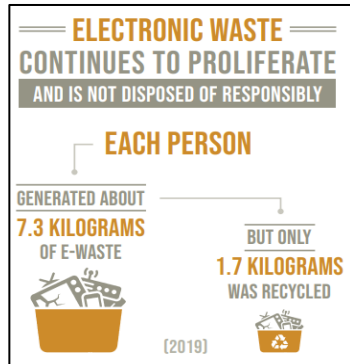 ELECTRONIC WASTE
CONTINUES TO PROLIFERATE
AND IS NOT DISPOSED OF RESPONSIBLY
EACH PERSON
GENERATED ABOUT
7.3 KILOGRAMS
OF E-WASTE
BUT ONLY
1.7 KILOGRAMS
WAS RECYCLED
(2019)